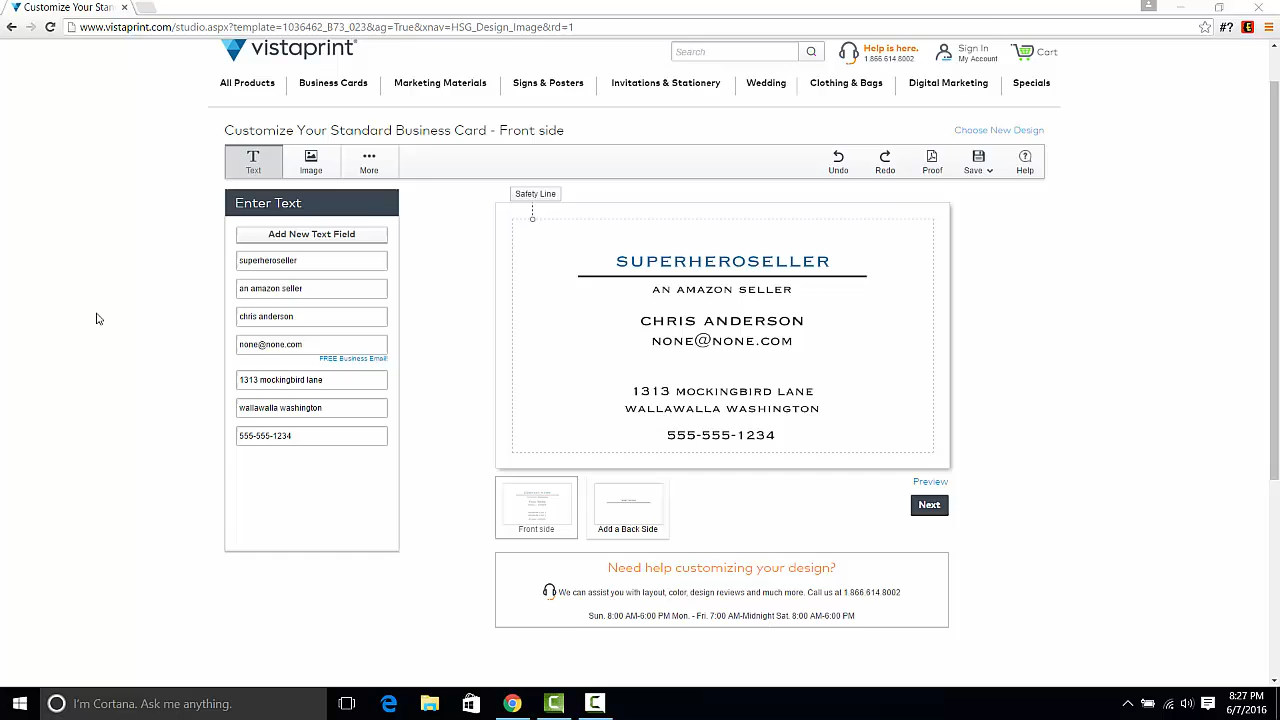 Customize Your Stan
www.vistaprint.com/studio.aspx?template=1036462_B73_023&ag=True&xnav=HSG_Design_Image&rd=1
#?
vistaprint
Search
Help is here.
1.866.614.8002
Sign In
My Account
Cart
All Products
Business Cards
Marketing Materials
Signs & Posters
Invitations & Stationery
Wedding
Clothing & Bags
Digital Marketing
Specials
Customize Your Standard Business Card - Front side
Choose New Design
Text
Image
More
Undo
Redo
Proof
Save
Help
Enter Text
Add New Text Field
superheroseller
an amazon seller
chris anderson
none@none.com
FREE Business Email!
1313 mockingbird lane
wallawalla washington
555-555-1234
Safety Line
SUPERHEROSELLER
AN AMAZON SELLER
CHRIS ANDERSON
NONE@NONE.COM
1313 MOCKINGBIRD LANE
WALLAWALLA WASHINGTON
555-555-1234
Front side
Add a Back Side
Preview
Next
Need help customizing your design?
We can assist you with layout, color, design reviews and much more. Call us at 1.866.614.8002
Sun. 8:00 AM-6:00 PM Mon. - Fri. 7:00 AM-Midnight Sat. 8:00 AM-6:00 PM
I'm Cortana. Ask me anything.
8:27 PM
6/7/2016